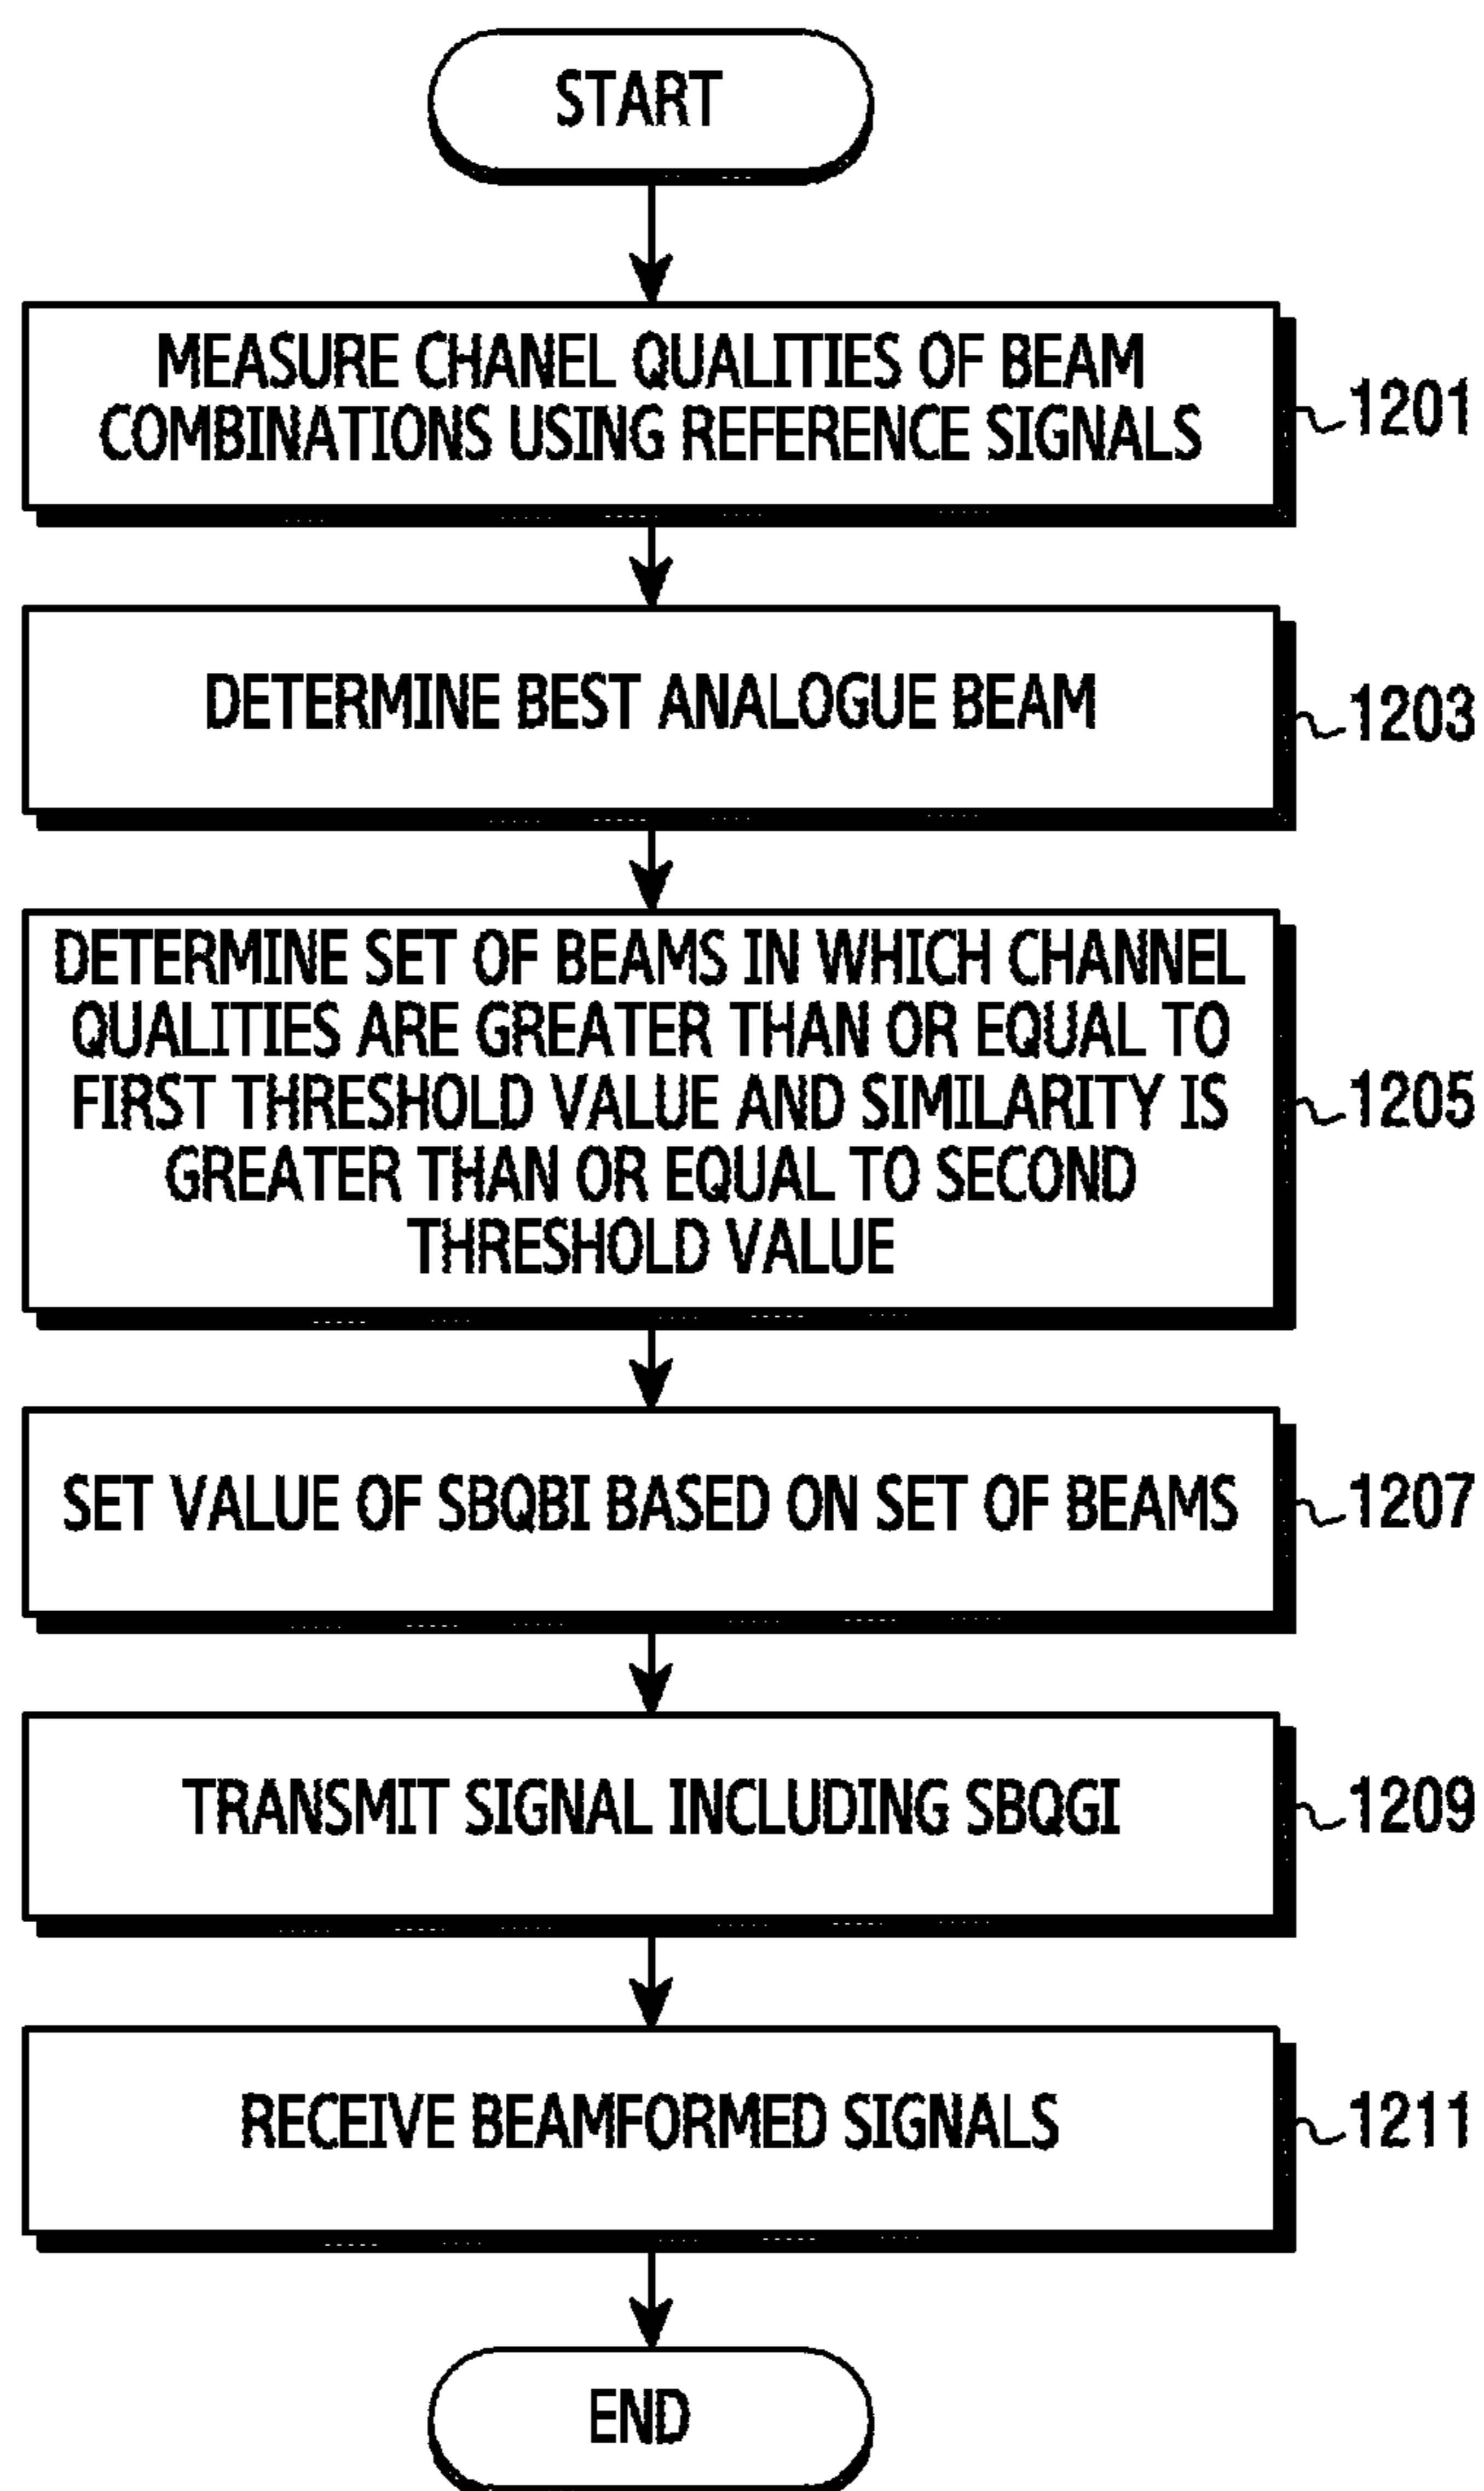 START
MEASURE CHANEL QUALITIES OF BEAM
COMBINATIONS USING REFERENCE SIGNALS
1201
DETERMINE BEST ANALOGUE BEAM
1203
DETERMINE SET OF BEAMS IN WHICH CHANNEL
QUALITIES ARE GREATER THAN OR EQUAL TO
FIRST THRESHOLD VALUE AND SIMILARITY IS
GREATER THAN OR EQUAL TO SECOND
THRESHOLD VALUE
1205
SET VALUE OF SBQBI BASED ON SET OF BEAMS
1207
TRANSMIT SIGNAL INCLUDING SBQGI
1209
RECEIVE BEAMFORMED SIGNALS
1211
END